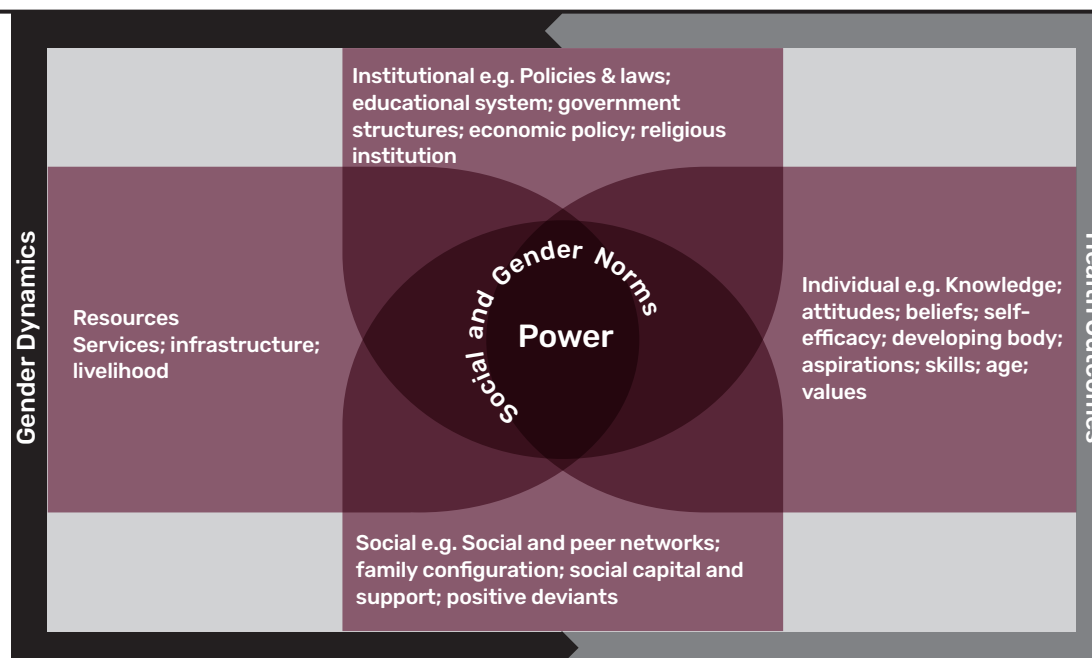 Institutional e.g. Policies & laws;
educational system; government
structures; economic policy; religious
institution
Gender Dynamics
Resources
Services; infrastructure;
livelihood
Social and Gender Norms
Power
Individual e.g. Knowledge;
attitudes; beliefs; self-
efficacy; developing body;
aspirations; skills; age;
values
Social e.g. Social and peer networks;
family configuration; social capital and
support; positive deviants